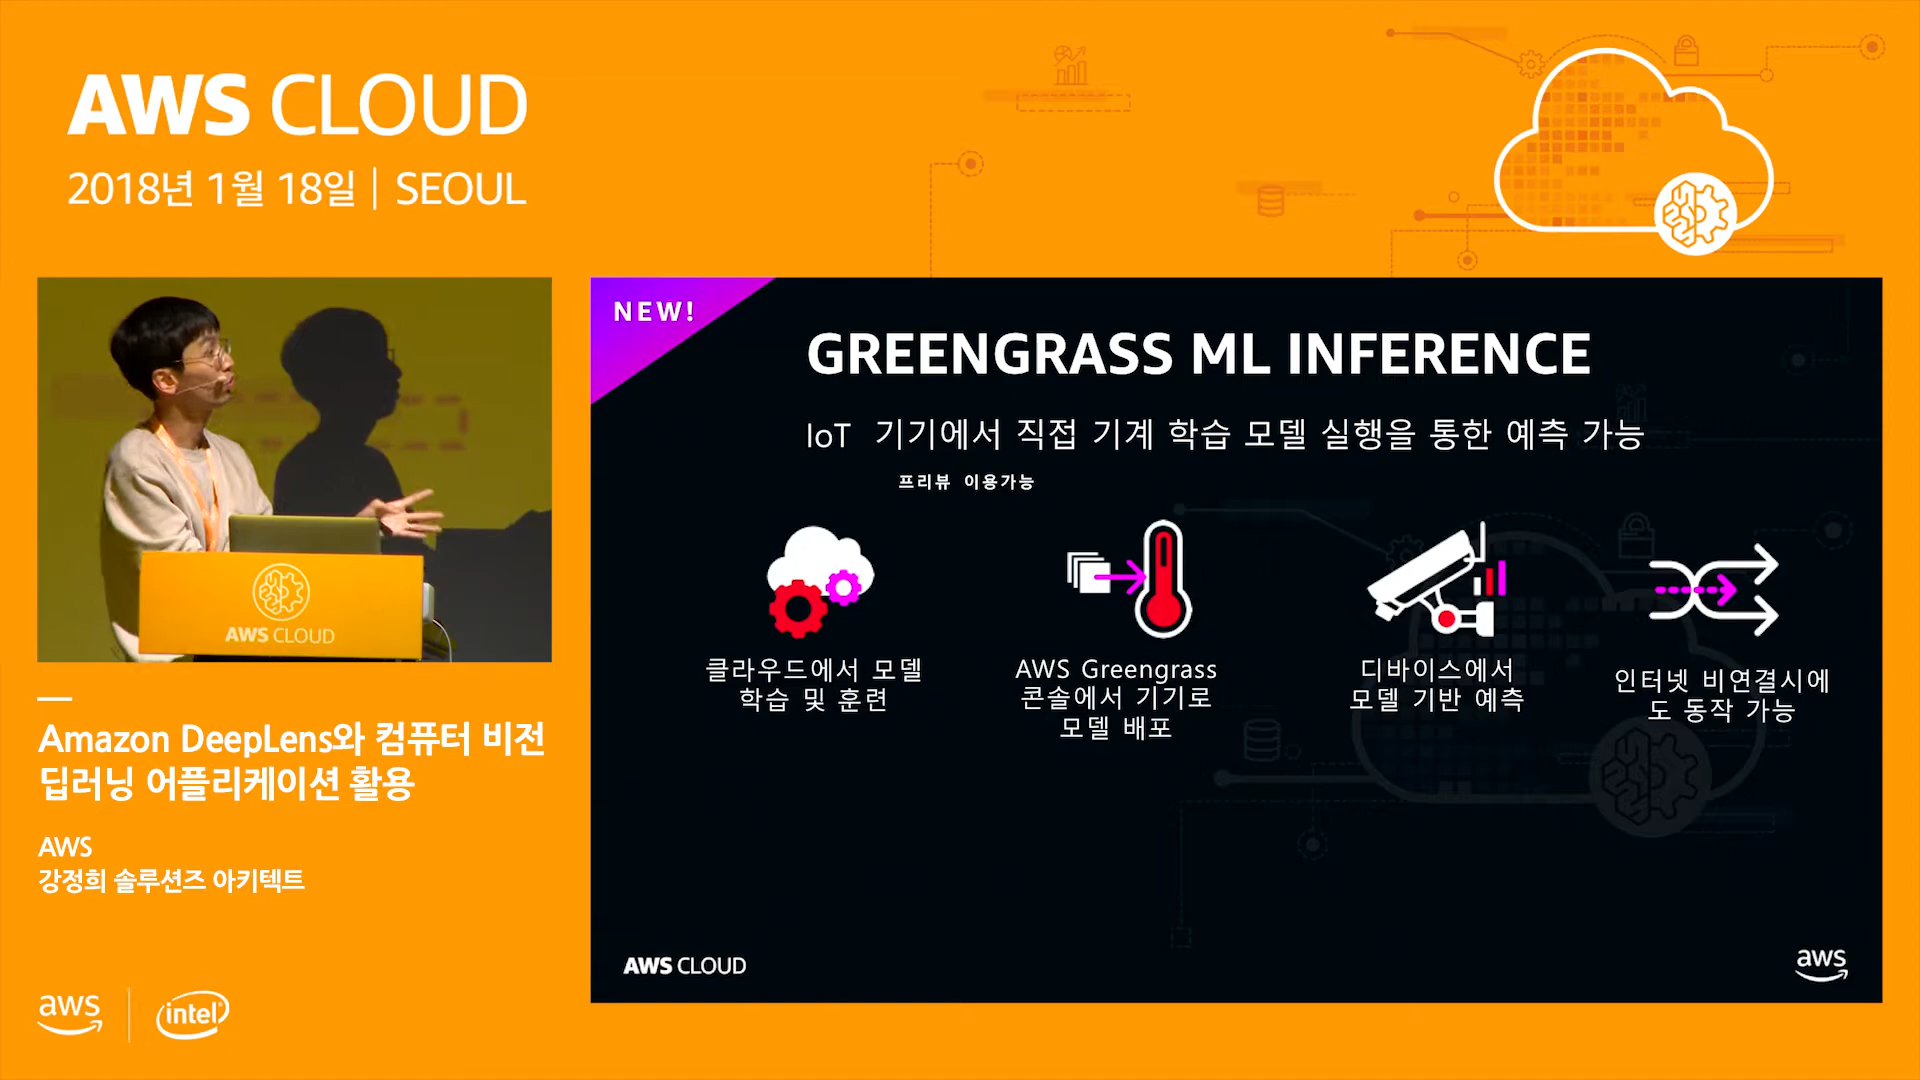 AWS CLOUD
2018년 1월 18일 | SEOUL
AWS CLOUD
Amazon DeepLens와 컴퓨터 비전
딥러닝 어플리케이션 활용
AWS
강정희 솔루션즈 아키텍트
aws
intel
NEW!
GREENGRASS ML INFERENCE
IoT 기기에서 직접 기계 학습 모델 실행을 통한 예측 가능
프리뷰 이용가능
클라우드에서 모델
학습 및 훈련
AWS Greengrass
콘솔에서 기기로
모델 배포
디바이스에서
모델 기반 예측
인터넷 비연결시에
도 동작 가능
AWS CLOUD
aws